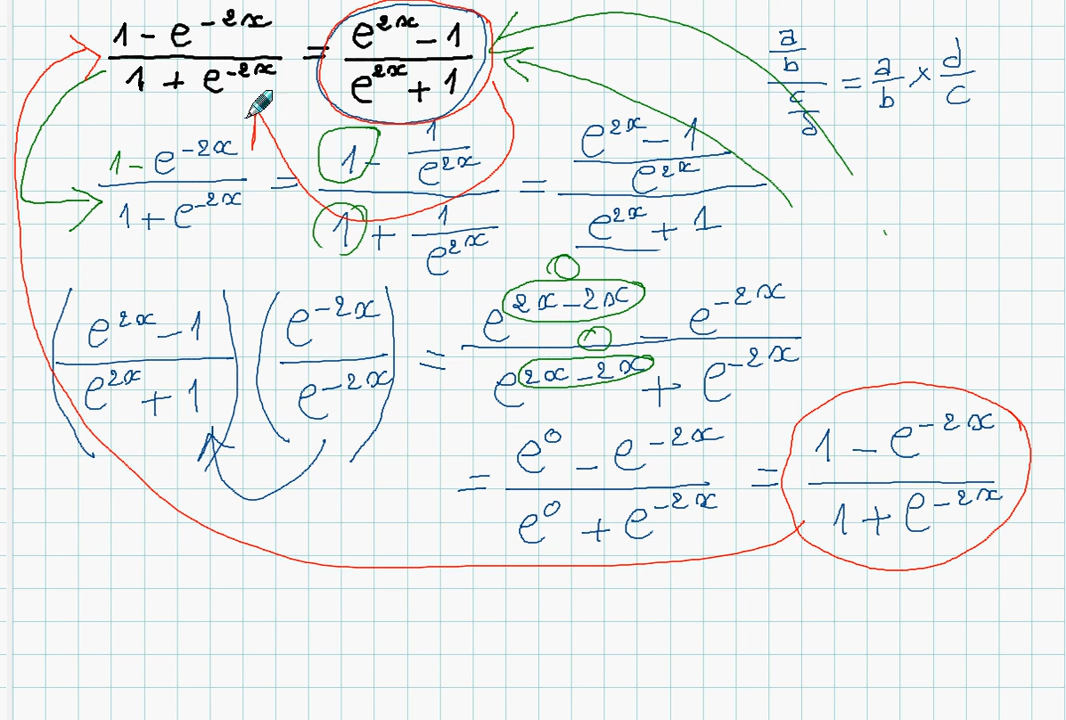 (1 - e^(-2x))/(1 + e^(-2x)) = (e^(2x) - 1)/(e^(2x) + 1)
(a/b)/(c/d) = a/b × d/c
(1 - e^(-2x))/(1 + e^(-2x)) = (1 - 1/e^(2x))/(1 + 1/e^(2x)) = ((e^(2x) - 1)/e^(2x))/(e^(2x) + 1)
((e^(2x) - 1)/(e^(2x) + 1)) (e^(-2x)/e^(-2x)) = (e^(2x - 2x) - e^(-2x))/(e^(2x - 2x) + e^(-2x))
0
0
= (e^0 - e^(-2x))/(e^0 + e^(-2x)) = (1 - e^(-2x))/(1 + e^(-2x))